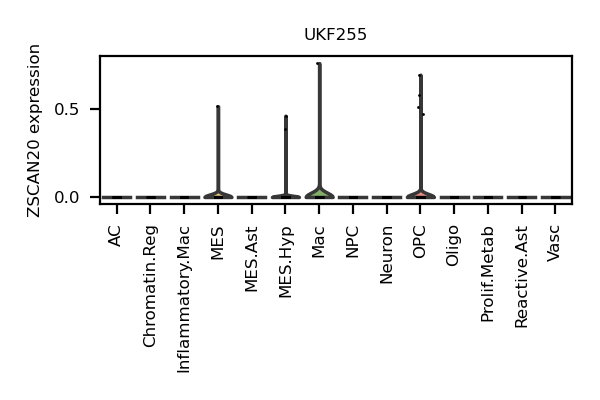 UKF255
ZSCAN20 expression
0.5
0.0
AC
Chromatin.Reg
Inflammatory.Mac
MES
MES.Ast
MES.Hyp
Mac
NPC
Neuron
OPC
Oligo
Prolif.Metab
Reactive.Ast
Vasc